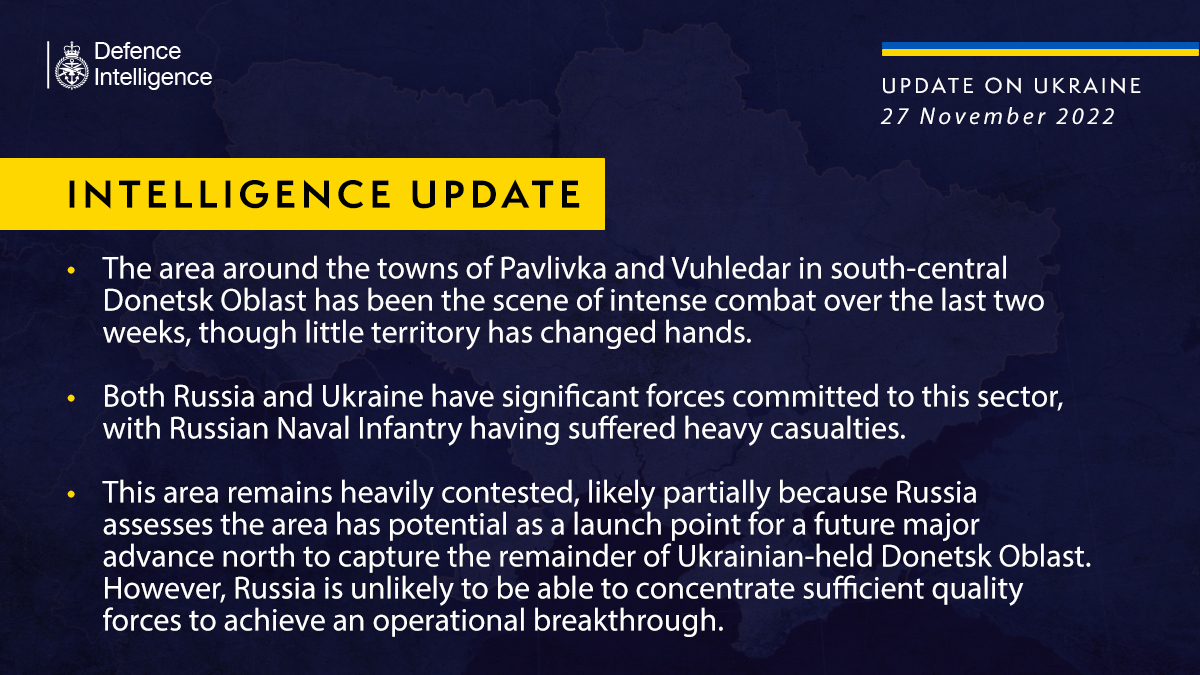 Defence
Intelligence
UPDATE ON UKRAINE
27 November 2022
INTELLIGENCE UPDATE
• The area around the towns of Pavlivka and Vuhledar in south-central
Donetsk Oblast has been the scene of intense combat over the last two
weeks, though little territory has changed hands.
• Both Russia and Ukraine have significant forces committed to this sector,
with Russian Naval Infantry having suffered heavy casualties.
• This area remains heavily contested, likely partially because Russia
assesses the area has potential as a launch point for a future major
advance north to capture the remainder of Ukrainian-held Donetsk Oblast.
However, Russia is unlikely to be able to concentrate sufficient quality
forces to achieve an operational breakthrough.